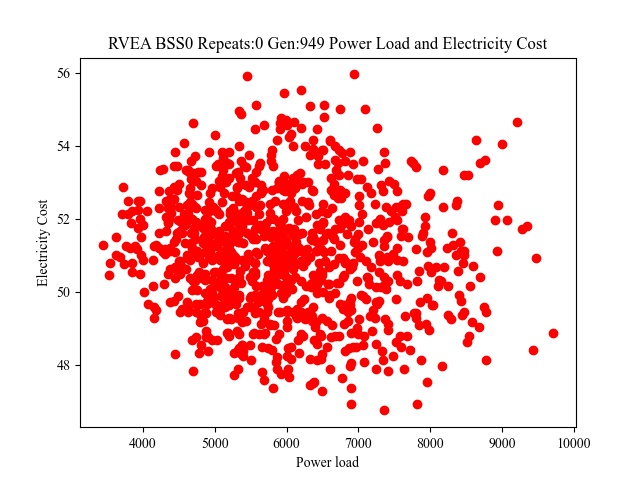 RVEA BSS0 Repeats:0 Gen:949 Power Load and Electricity Cost
56
54
52
50
48
Electricity Cost
4000 5000 6000 7000 8000 9000 10000
Power load